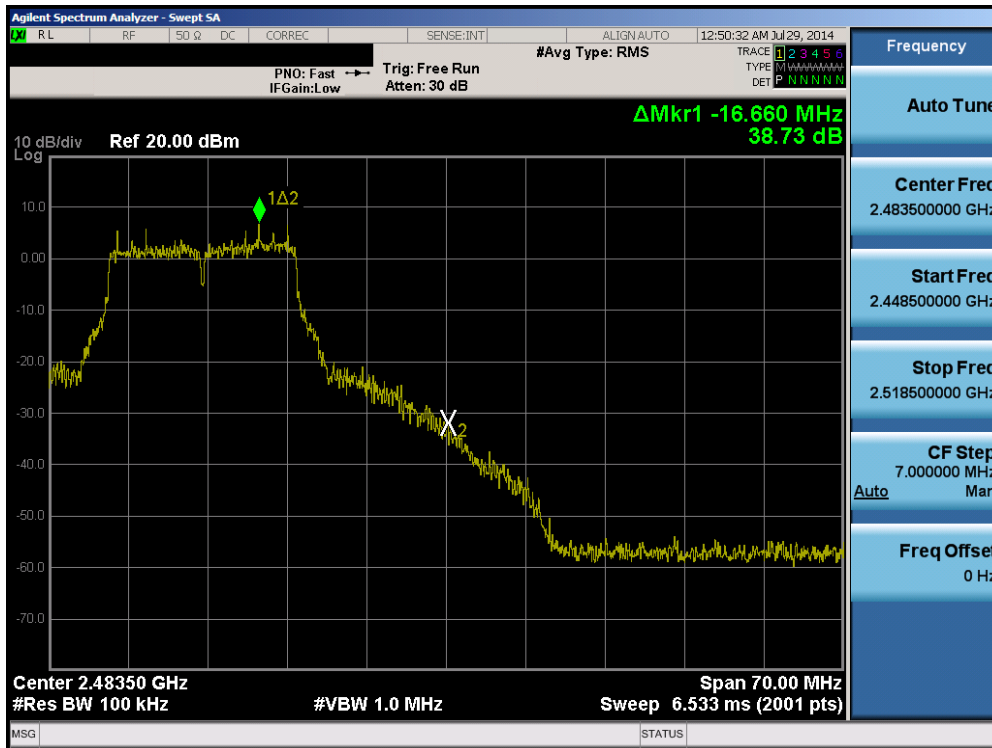 Agilent Spectrum Analyzer - Swept SA
LXI RL RF 50 Ω DC CORREC SENSE:INT ALIGN AUTO 12:50:32 AM Jul 29, 2014
#Avg Type: RMS
TRACE 1 2 3 4 5 6
PNO: Fast Trig: Free Run
TYPE M WWWWW
IFGain:Low Atten: 30 dB
DET P N N N N N
ΔMkr1 -16.660 MHz
38.73 dB
10 dB/div Ref 20.00 dBm
Log
1Δ2
10.0
0.00
-10.0
-20.0
-30.0
2
-40.0
-50.0
-60.0
-70.0
Center 2.48350 GHz Span 70.00 MHz
#Res BW 100 kHz #VBW 1.0 MHz Sweep 6.533 ms (2001 pts)
MSG STATUS
Frequency
Auto Tune
Center Freq
2.483500000 GHz
Start Freq
2.448500000 GHz
Stop Freq
2.518500000 GHz
CF Step
7.000000 MHz
Auto Man
Freq Offset
0 Hz